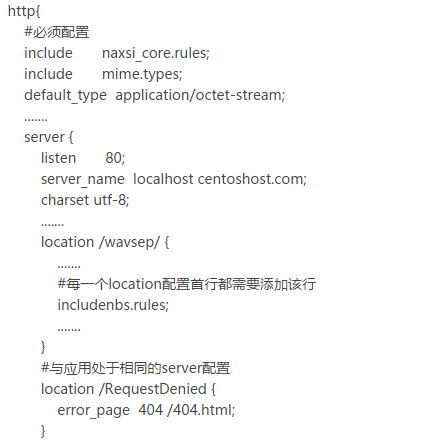 http{
#必须配置
include naxsi_core.rules;
include mime.types;
default_type application/octet-stream;
.......
server {
listen 80;
server_name localhost centoshost.com;
charset utf-8;
.......
location /wavsep/ {
.......
#每一个location配置首行都需要添加该行
includenbs.rules;
.......
}
#与应用处于相同的server配置
location /RequestDenied {
error_page 404 /404.html;
}